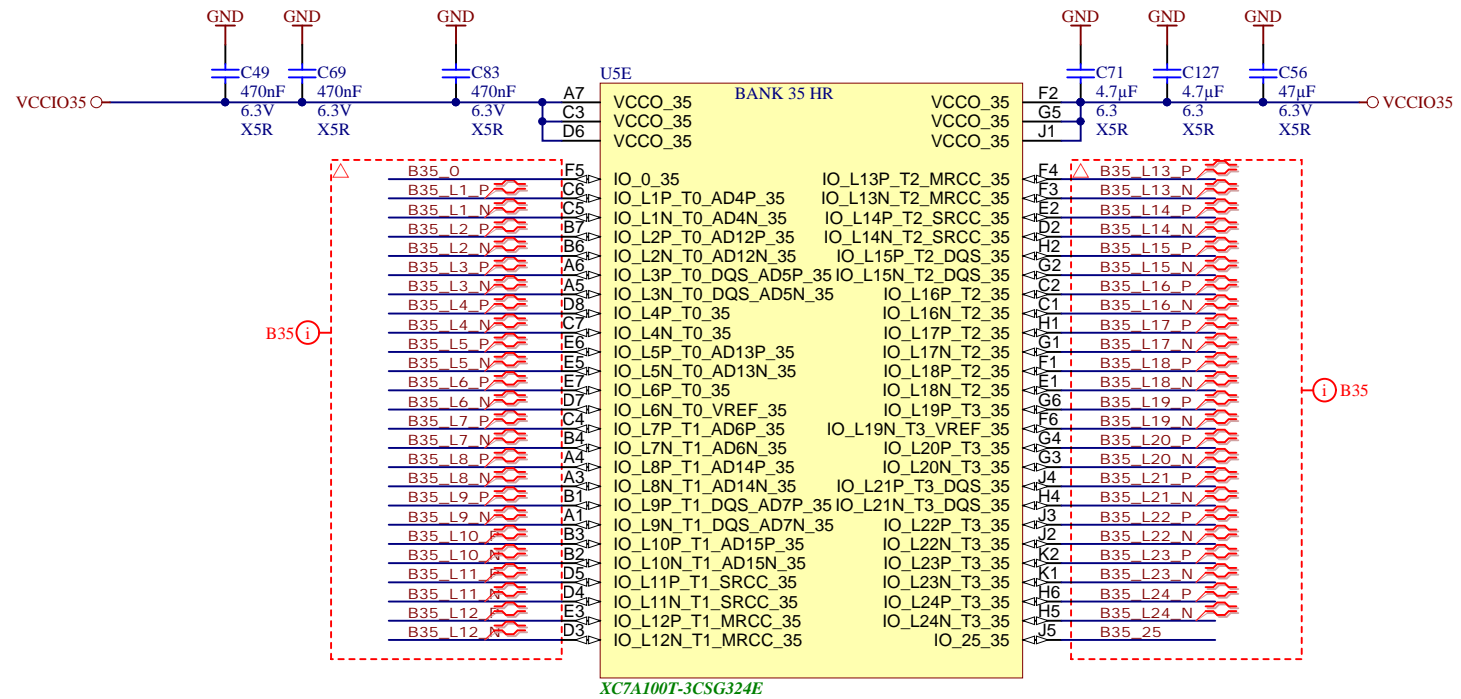 GND GND GND GND GND GND
C49 470nF 6.3V X5R
C69 470nF 6.3V X5R
C83 470nF 6.3V X5R
U5E
BANK 35 HR
C71 4.7µF 6.3 X5R
C127 4.7µF 6.3 X5R
C56 47µF 6.3V X5R
VCCIO35 A7 VCCO_35 VCCO_35 F2 VCCIO35
C3 VCCO_35 VCCO_35 G5
D6 VCCO_35 VCCO_35 J1
B35_0 F5 IO_0_35 IO_L13P_T2_MRCC_35 F4 B35_L13_P
B35_L1_P C6 IO_L1P_T0_AD4P_35 IO_L13N_T2_MRCC_35 F3 B35_L13_N
B35_L1_N C5 IO_L1N_T0_AD4N_35 IO_L14P_T2_SRCC_35 E2 B35_L14_P
B35_L2_P B7 IO_L2P_T0_AD12P_35 IO_L14N_T2_SRCC_35 D2 B35_L14_N
B35_L2_N B6 IO_L2N_T0_AD12N_35 IO_L15P_T2_DQS_35 H2 B35_L15_P
B35_L3_P A6 IO_L3P_T0_DQS_AD5P_35 IO_L15N_T2_DQS_35 G2 B35_L15_N
B35_L3_N A5 IO_L3N_T0_DQS_AD5N_35 IO_L16P_T2_35 C2 B35_L16_P
B35_L4_P D8 IO_L4P_T0_35 IO_L16N_T2_35 C1 B35_L16_N
B35 i B35_L4_N C7 IO_L4N_T0_35 IO_L17P_T2_35 H1 B35_L17_P
B35_L5_P E6 IO_L5P_T0_AD13P_35 IO_L17N_T2_35 G1 B35_L17_N
B35_L5_N E5 IO_L5N_T0_AD13N_35 IO_L18P_T2_35 F1 B35_L18_P
B35_L6_P E7 IO_L6P_T0_35 IO_L18N_T2_35 E1 B35_L18_N i B35
B35_L6_N D7 IO_L6N_T0_VREF_35 IO_L19P_T3_35 G6 B35_L19_P
B35_L7_P C4 IO_L7P_T1_AD6P_35 IO_L19N_T3_VREF_35 F6 B35_L19_N
B35_L7_N B4 IO_L7N_T1_AD6N_35 IO_L20P_T3_35 G4 B35_L20_P
B35_L8_P A4 IO_L8P_T1_AD14P_35 IO_L20N_T3_35 G3 B35_L20_N
B35_L8_N A3 IO_L8N_T1_AD14N_35 IO_L21P_T3_DQS_35 J4 B35_L21_P
B35_L9_P B1 IO_L9P_T1_DQS_AD7P_35 IO_L21N_T3_DQS_35 H4 B35_L21_N
B35_L9_N A1 IO_L9N_T1_DQS_AD7N_35 IO_L22P_T3_35 J3 B35_L22_P
B35_L10_P B3 IO_L10P_T1_AD15P_35 IO_L22N_T3_35 J2 B35_L22_N
B35_L10_N B2 IO_L10N_T1_AD15N_35 IO_L23P_T3_35 K2 B35_L23_P
B35_L11_P D5 IO_L11P_T1_SRCC_35 IO_L23N_T3_35 K1 B35_L23_N
B35_L11_N D4 IO_L11N_T1_SRCC_35 IO_L24P_T3_35 H6 B35_L24_P
B35_L12_P E3 IO_L12P_T1_MRCC_35 IO_L24N_T3_35 H5 B35_L24_N
B35_L12_N D3 IO_L12N_T1_MRCC_35 IO_25_35 J5 B35_25
XC7A100T-3CSG324E